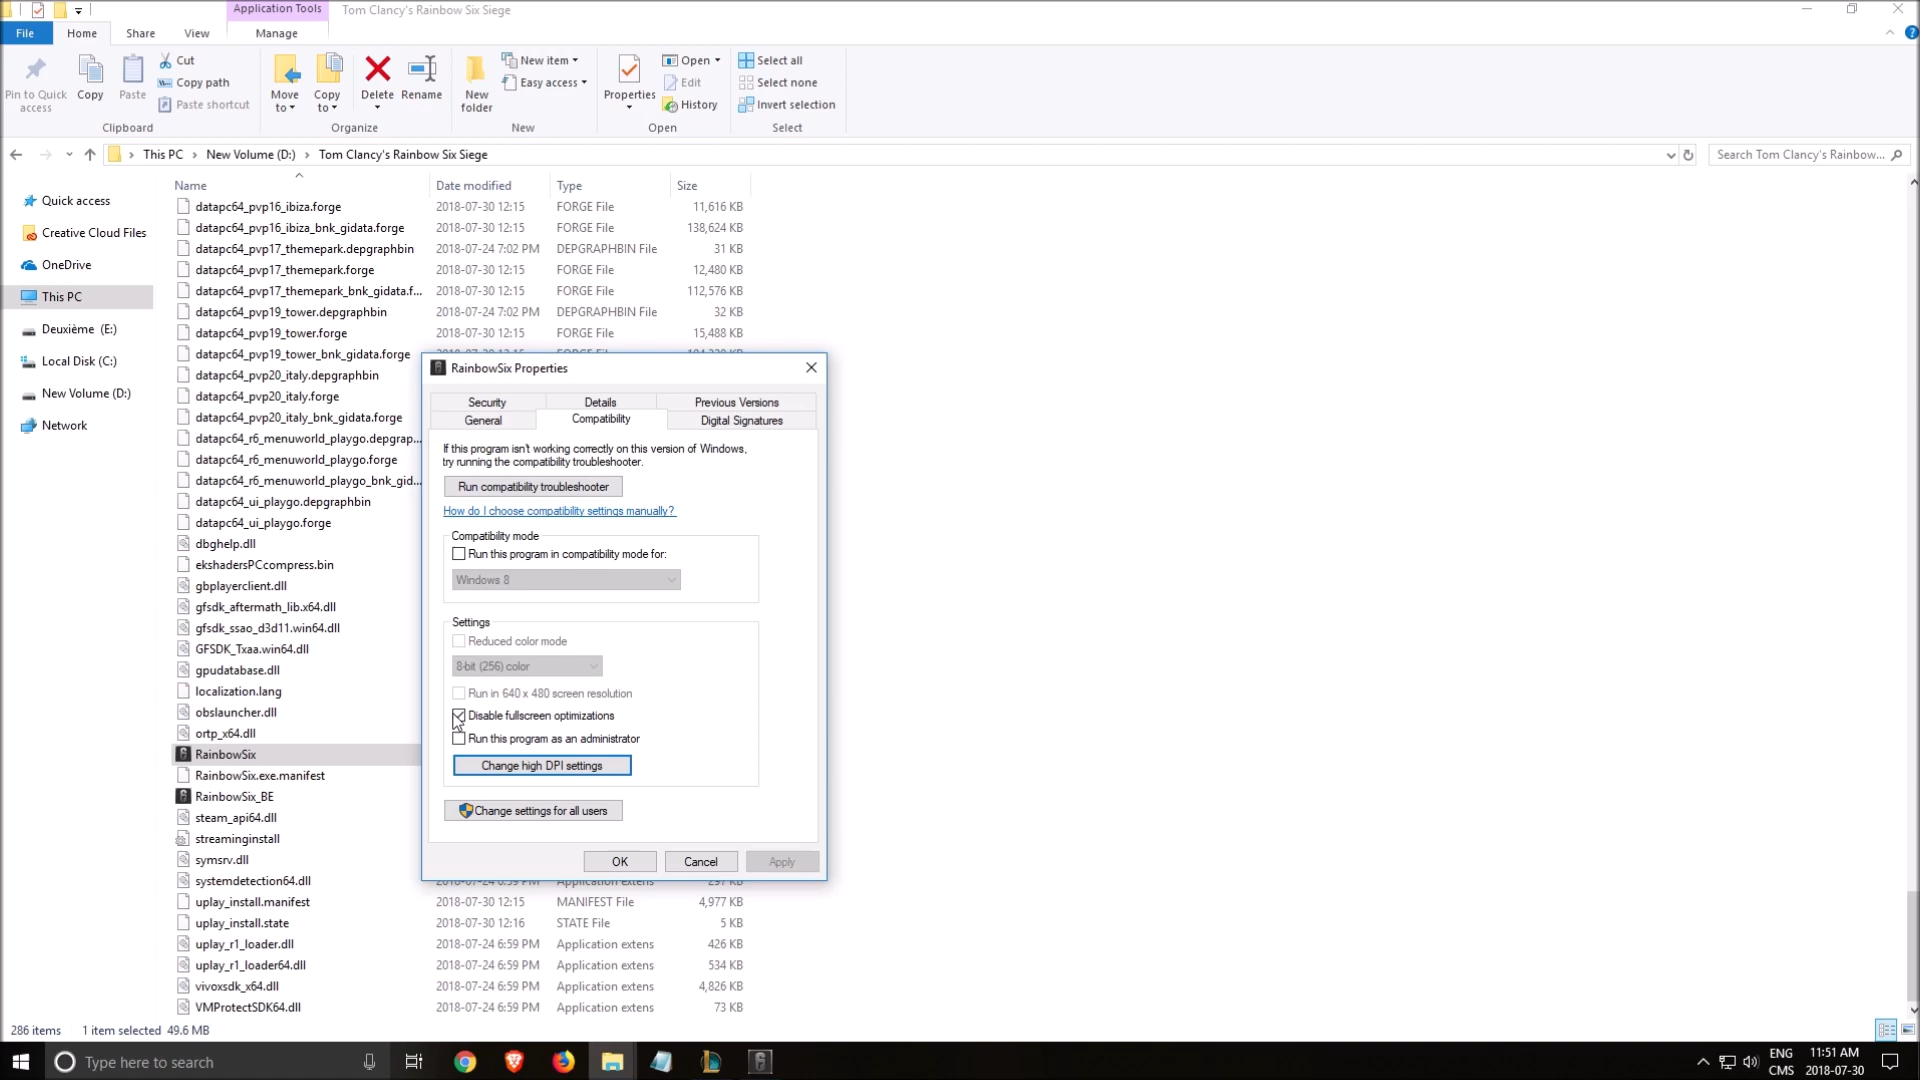 Application Tools
Tom Clancy's Rainbow Six Siege
File
Home
Share
View
Manage
Pin to Quick access
Copy
Paste
Cut
Copy path
Paste shortcut
Clipboard
Move to
Copy to
Delete
Rename
Organize
New folder
New item
Easy access
New
Properties
Open
Edit
History
Open
Select all
Select none
Invert selection
Select
This PC
New Volume (D:)
Tom Clancy's Rainbow Six Siege
Search Tom Clancy's Rainbow...
Quick access
Creative Cloud Files
OneDrive
This PC
Deuxième (E:)
Local Disk (C:)
New Volume (D:)
Network
Name Date modified Type Size
datapc64_pvp16_ibiza.forge 2018-07-30 12:15 FORGE File 11,616 KB
datapc64_pvp16_ibiza_bnk_gidata.forge 2018-07-30 12:15 FORGE File 138,624 KB
datapc64_pvp17_themepark.depgraphbin 2018-07-24 7:02 PM DEPGRAPHBIN File 31 KB
datapc64_pvp17_themepark.forge 2018-07-30 12:15 FORGE File 12,480 KB
datapc64_pvp17_themepark_bnk_gidata.f... 2018-07-30 12:15 FORGE File 112,576 KB
datapc64_pvp19_tower.depgraphbin 2018-07-24 7:02 PM DEPGRAPHBIN File 32 KB
datapc64_pvp19_tower.forge 2018-07-30 12:15 FORGE File 15,488 KB
datapc64_pvp19_tower_bnk_gidata.forge
datapc64_pvp20_italy.depgraphbin
datapc64_pvp20_italy.forge
datapc64_pvp20_italy_bnk_gidata.forge
datapc64_r6_menuworld_playgo.depgrap...
datapc64_r6_menuworld_playgo.forge
datapc64_r6_menuworld_playgo_bnk_gid...
datapc64_ui_playgo.depgraphbin
datapc64_ui_playgo.forge
dbghelp.dll
ekshadersPCcompress.bin
gbplayerclient.dll
gfsdk_aftermath_lib.x64.dll
gfsdk_ssao_d3d11.win64.dll
GFSDK_Txaa.win64.dll
gpudatabase.dll
localization.lang
obslauncher.dll
ortp_x64.dll
RainbowSix
RainbowSix.exe.manifest
RainbowSix_BE
steam_api64.dll
streaminginstall
symsrv.dll
systemdetection64.dll
uplay_install.manifest 2018-07-30 12:15 MANIFEST File 4,977 KB
uplay_install.state 2018-07-30 12:16 STATE File 5 KB
uplay_r1_loader.dll 2018-07-24 6:59 PM Application extens 426 KB
uplay_r1_loader64.dll 2018-07-24 6:59 PM Application extens 534 KB
vivoxsdk_x64.dll 2018-07-24 6:59 PM Application extens 4,826 KB
VMProtectSDK64.dll 2018-07-24 6:59 PM Application extens 73 KB
RainbowSix Properties
Security Details Previous Versions
General Compatibility Digital Signatures
If this program isn't working correctly on this version of Windows,
try running the compatibility troubleshooter.
Run compatibility troubleshooter
How do I choose compatibility settings manually?
Compatibility mode
Run this program in compatibility mode for:
Windows 8
Settings
Reduced color mode
8-bit (256) color
Run in 640 x 480 screen resolution
Disable fullscreen optimizations
Run this program as an administrator
Change high DPI settings
Change settings for all users
OK Cancel Apply
286 items 1 item selected 49.6 MB
Type here to search
ENG
CMS
11:51 AM
2018-07-30